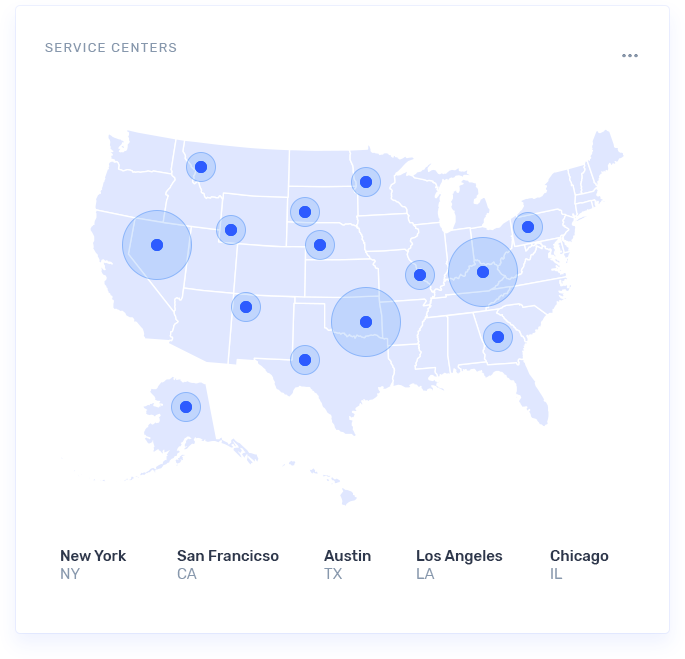 SERVICE CENTERS
New York
NY
San Francicso
CA
Austin
TX
Los Angeles
LA
Chicago
IL